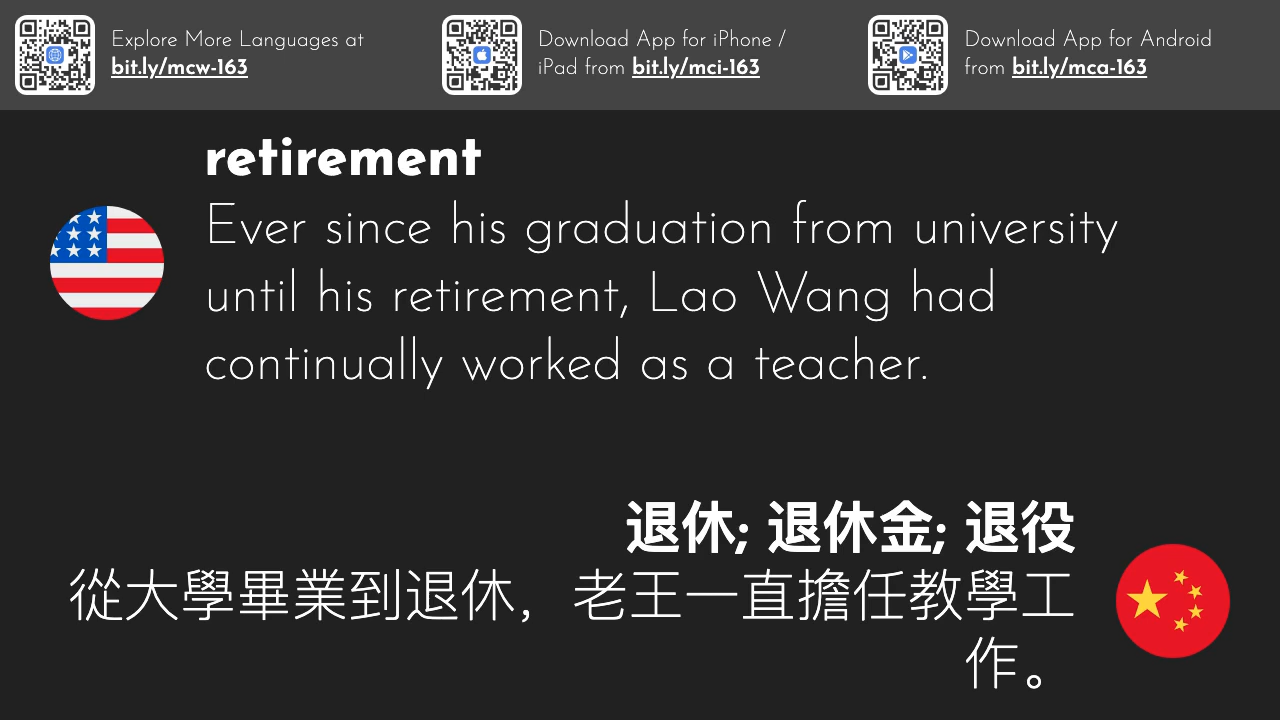 Explore More Languages at
bit.ly/mcw-163
Download App for iPhone /
iPad from bit.ly/mci-163
Download App for Android
from bit.ly/mca-163
retirement
Ever since his graduation from university
until his retirement, Lao Wang had
continually worked as a teacher.
退休; 退休金; 退役
從大學畢業到退休，老王一直擔任教學工
作。